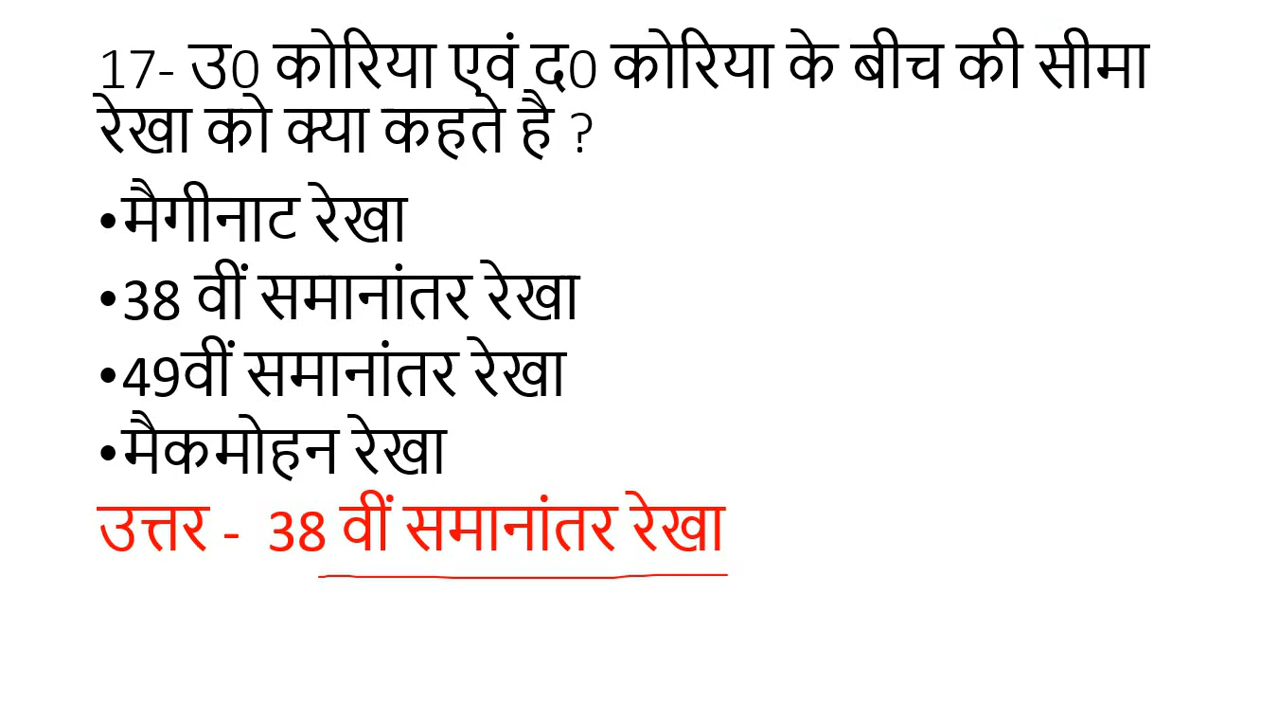 17- उ0 कोरिया एवं द0 कोरिया के बीच की सीमा
रेखा को क्या कहते है ?
•मैगीनाट रेखा
•38 वीं समानांतर रेखा
•49वीं समानांतर रेखा
•मैकमोहन रेखा
उत्तर - 38 वीं समानांतर रेखा